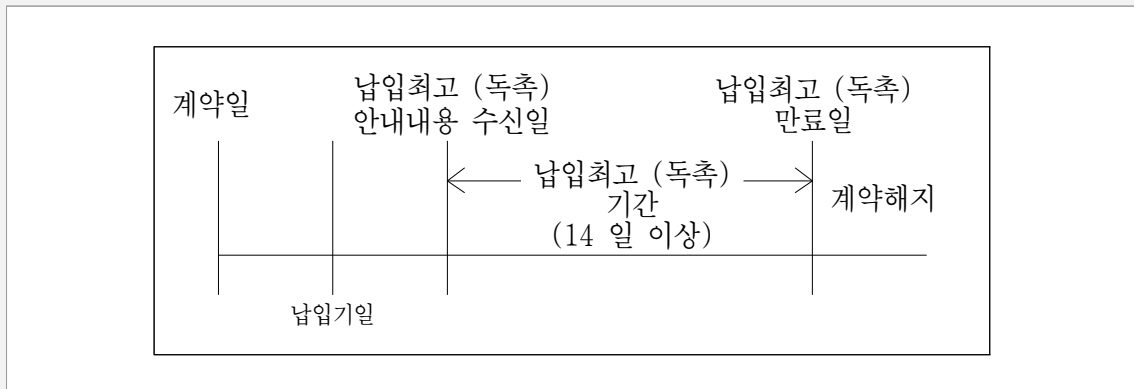 계약일
납입최고 (독촉)
안내내용 수신일
납입최고 (독촉)
만료일
납입최고 (독촉)
기간
(14 일 이상)
계약해지
납입기일